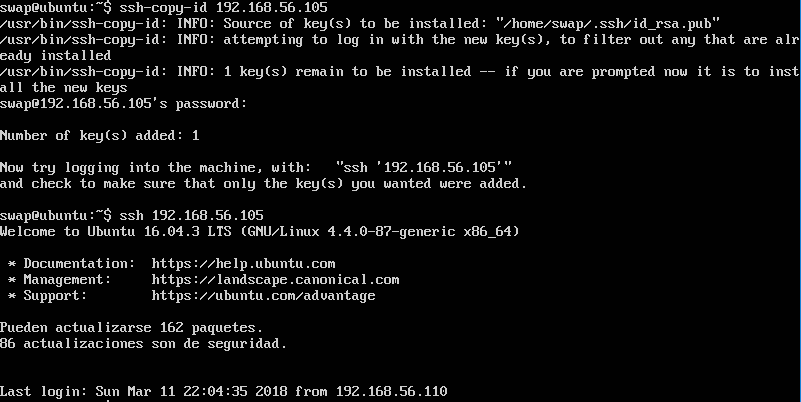 swap@ubuntu:~$ ssh-copy-id 192.168.56.105
/usr/bin/ssh-copy-id: INFO: Source of key(s) to be installed: "/home/swap/.ssh/id_rsa.pub"
/usr/bin/ssh-copy-id: INFO: attempting to log in with the new key(s), to filter out any that are alr
eady installed
/usr/bin/ssh-copy-id: INFO: 1 key(s) remain to be installed -- if you are prompted now it is to inst
all the new keys
swap@192.168.56.105's password:
Number of key(s) added: 1
Now try logging into the machine, with:   "ssh '192.168.56.105'"
and check to make sure that only the key(s) you wanted were added.
swap@ubuntu:~$ ssh 192.168.56.105
Welcome to Ubuntu 16.04.3 LTS (GNU/Linux 4.4.0-87-generic x86_64)
 * Documentation:  https://help.ubuntu.com
 * Management:     https://landscape.canonical.com
 * Support:        https://ubuntu.com/advantage
Pueden actualizarse 162 paquetes.
86 actualizaciones son de seguridad.
Last login: Sun Mar 11 22:04:35 2018 from 192.168.56.110